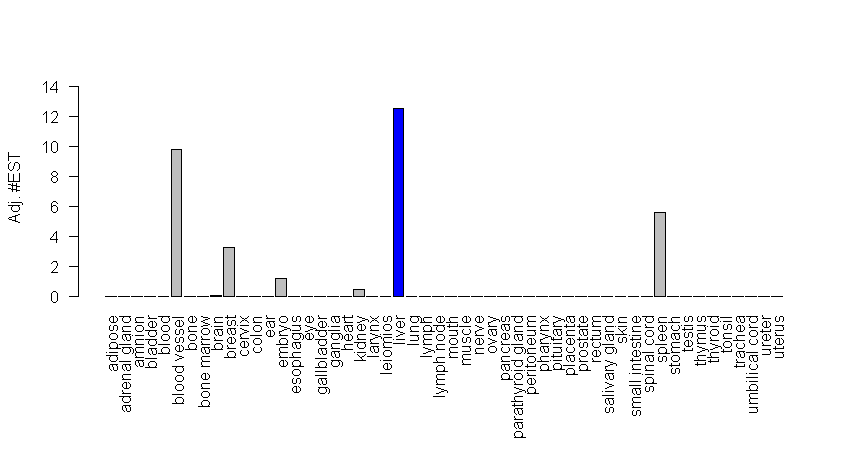 Adj. #EST
14
12
10
8
6
4
2
0
adipose
adrenal gland
amnion
bladder
blood
blood vessel
bone
bone marrow
brain
breast
cervix
colon
ear
embryo
esophagus
eye
gallbladder
ganglia
heart
kidney
larynx
leiomios
liver
lung
lymph
lymph node
mouth
muscle
nerve
ovary
pancreas
parathyroid gland
peritoneum
pharynx
pituitary
placenta
prostate
rectum
salivary gland
skin
small intestine
spinal cord
spleen
stomach
testis
thymus
thyroid
tonsil
trachea
umbilical cord
ureter
uterus